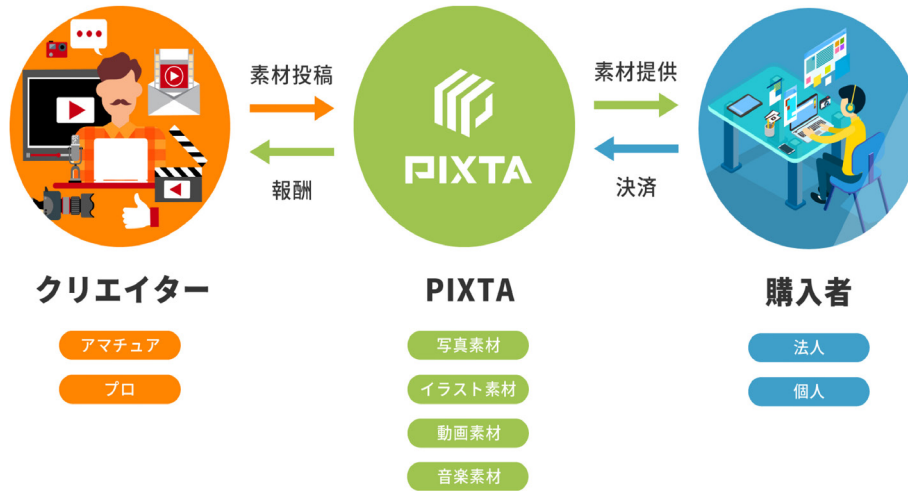 素材投稿
報酬
PIXTA
素材提供
決済
クリエイター
アマチュア
プロ
PIXTA
写真素材
イラスト素材
動画素材
音楽素材
購入者
法人
個人